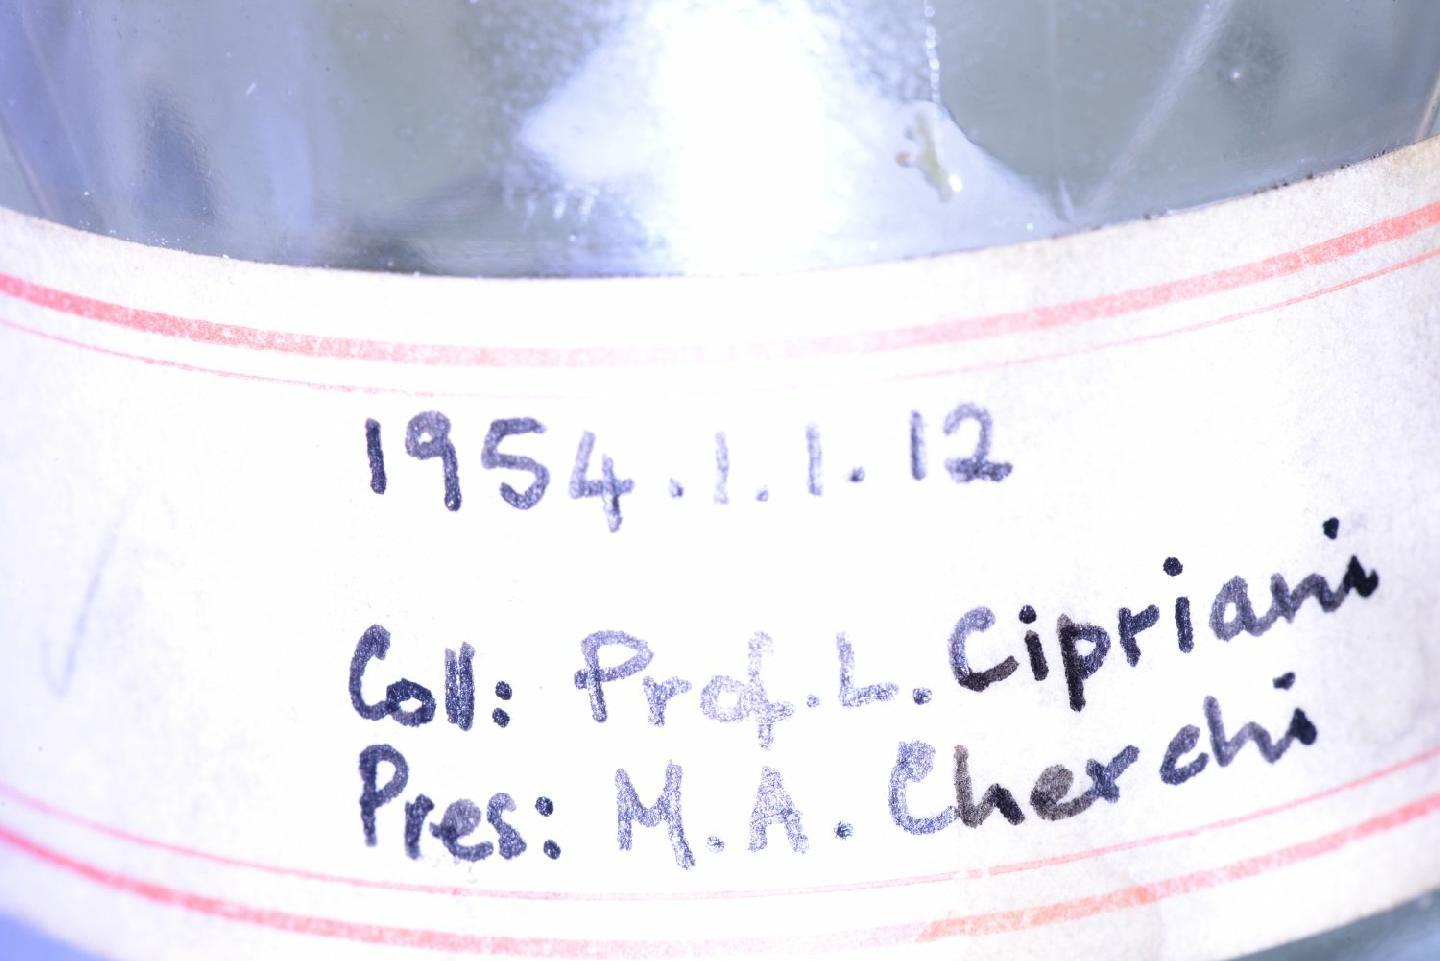 1954.1.1.12
Coll: Prof. L. Cipriani
Pres: M.A. Cherchi